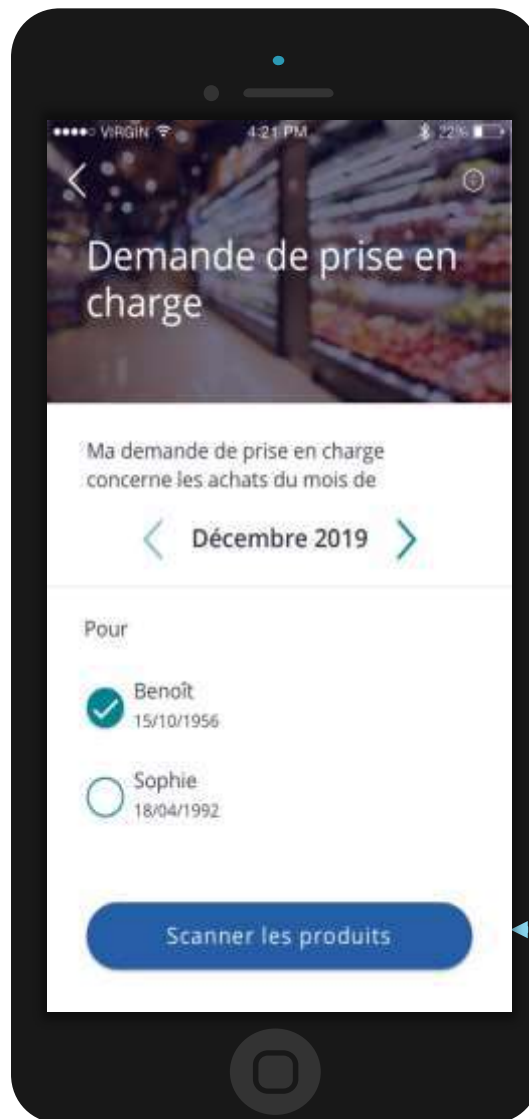 VIRGIN 4:21 PM 22%
Demande de prise en
charge
Ma demande de prise en charge
concerne les achats du mois de
Décembre 2019
Pour
Benoît
15/10/1956
Sophie
18/04/1992
Scanner les produits